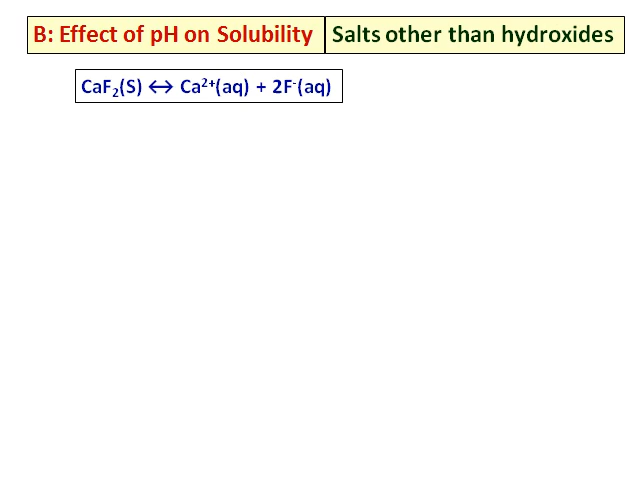 B: Effect of pH on Solubility Salts other than hydroxides
CaF₂(S) ↔ Ca²⁺(aq) + 2F⁻(aq)